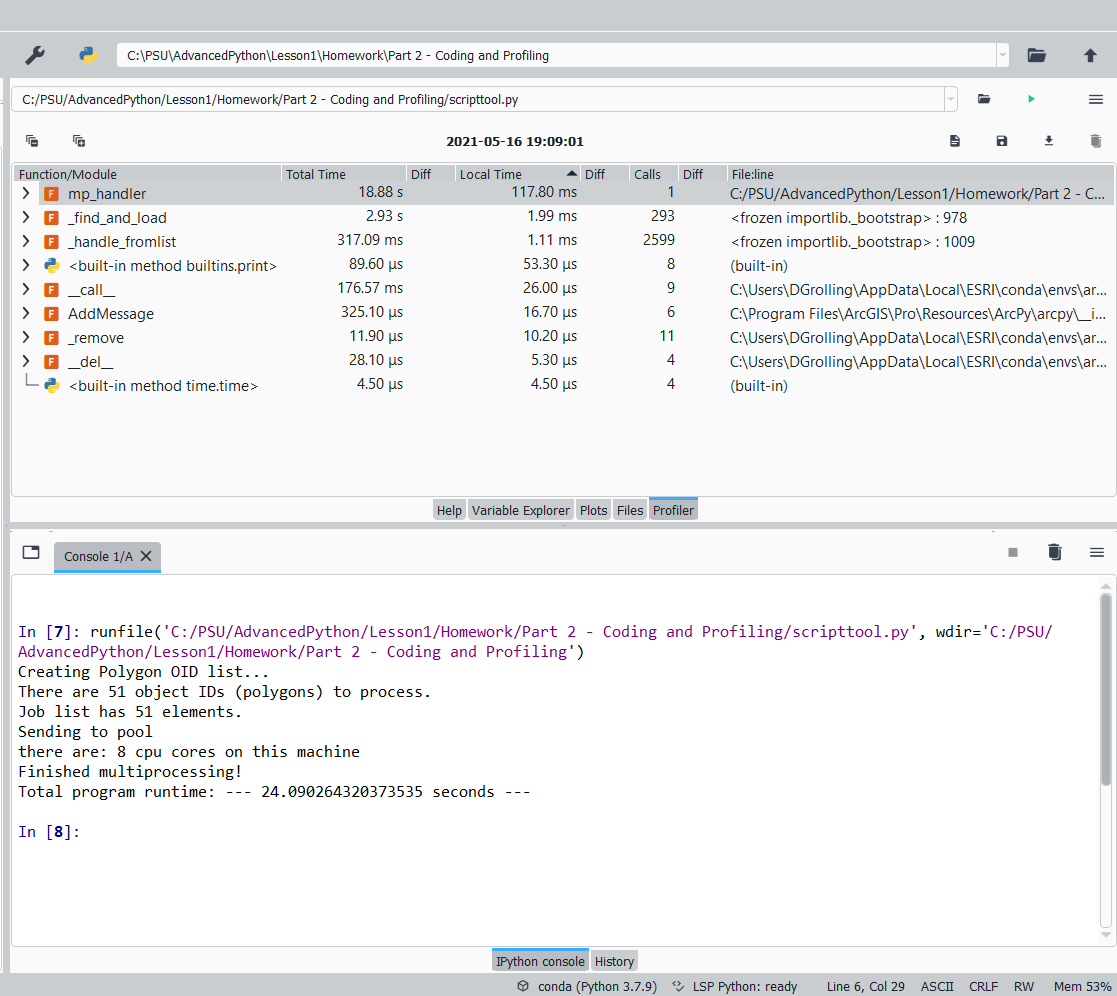 C:\PSU\AdvancedPython\Lesson1\Homework\Part 2 - Coding and Profiling
C:/PSU/AdvancedPython/Lesson1/Homework/Part 2 - Coding and Profiling/scripttool.py
2021-05-16 19:09:01
Function/Module Total Time Diff Local Time Diff Calls Diff File:line
F mp_handler 18.88 s 117.80 ms 1 C:/PSU/AdvancedPython/Lesson1/Homework/Part 2 - C...
F _find_and_load 2.93 s 1.99 ms 293 <frozen importlib._bootstrap> : 978
F _handle_fromlist 317.09 ms 1.11 ms 2599 <frozen importlib._bootstrap> : 1009
<built-in method builtins.print> 89.60 µs 53.30 µs 8 (built-in)
F __call__ 176.57 ms 26.00 µs 9 C:\Users\DGrolling\AppData\Local\ESRI\conda\envs\ar...
F AddMessage 325.10 µs 16.70 µs 6 C:\Program Files\ArcGIS\Pro\Resources\ArcPy\arcpy\__i...
F _remove 11.90 µs 10.20 µs 11 C:\Users\DGrolling\AppData\Local\ESRI\conda\envs\ar...
F __del__ 28.10 µs 5.30 µs 4 C:\Users\DGrolling\AppData\Local\ESRI\conda\envs\ar...
<built-in method time.time> 4.50 µs 4.50 µs 4 (built-in)
Help Variable Explorer Plots Files Profiler
Console 1/A
In [7]: runfile('C:/PSU/AdvancedPython/Lesson1/Homework/Part 2 - Coding and Profiling/scripttool.py', wdir='C:/PSU/
AdvancedPython/Lesson1/Homework/Part 2 - Coding and Profiling')
Creating Polygon OID list...
There are 51 object IDs (polygons) to process.
Job list has 51 elements.
Sending to pool
there are: 8 cpu cores on this machine
Finished multiprocessing!
Total program runtime: --- 24.090264320373535 seconds ---
In [8]:
IPython console History
conda (Python 3.7.9) LSP Python: ready Line 6, Col 29 ASCII CRLF RW Mem 53%